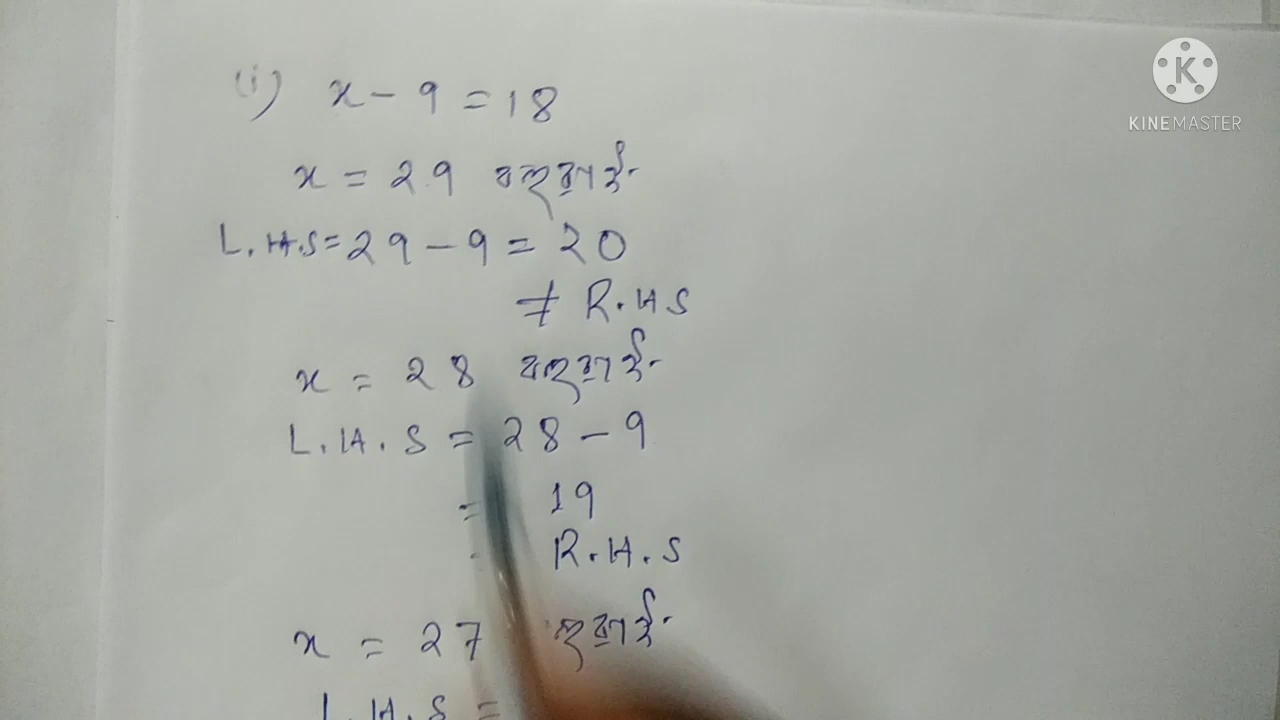 (i) x - 9 = 18
x = 29
L.H.S = 29 - 9 = 20
≠ R.H.S
x = 28
L.H.S = 28 - 9
= 19
R.H.S
x = 27
L.H.S =
KINEMASTER